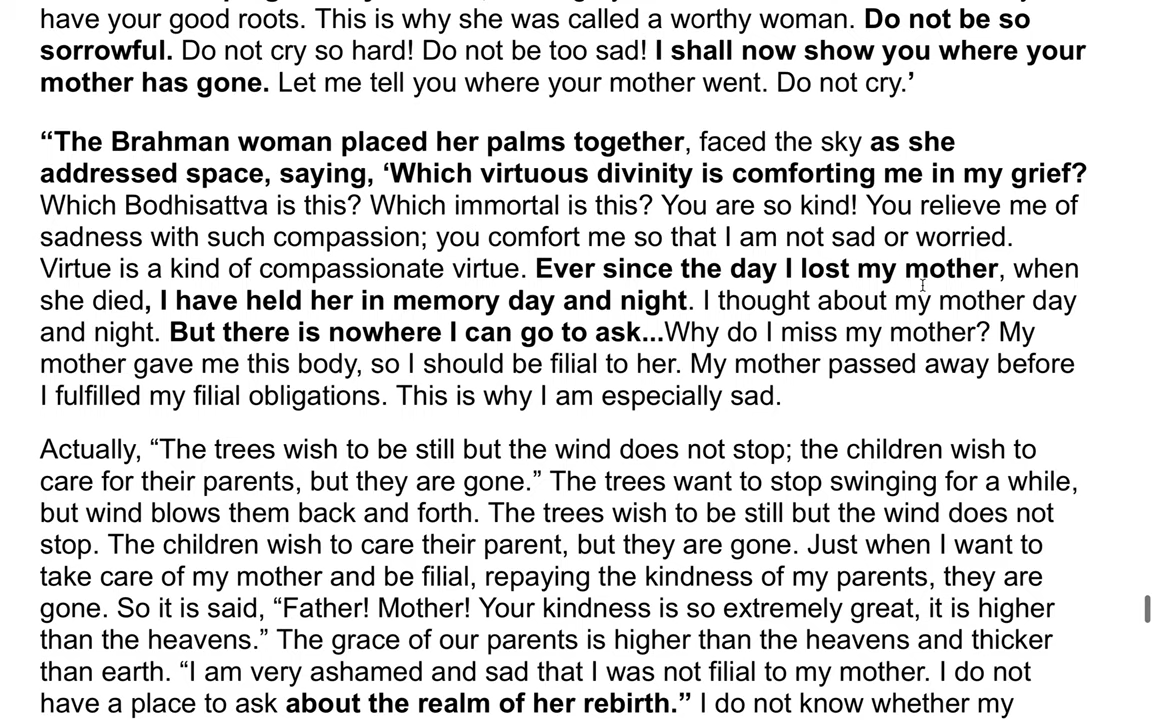 have your good roots. This is why she was called a worthy woman. Do not be so
sorrowful. Do not cry so hard! Do not be too sad! I shall now show you where your
mother has gone. Let me tell you where your mother went. Do not cry.’
“The Brahman woman placed her palms together, faced the sky as she
addressed space, saying, ‘Which virtuous divinity is comforting me in my grief?
Which Bodhisattva is this? Which immortal is this? You are so kind! You relieve me of
sadness with such compassion; you comfort me so that I am not sad or worried.
Virtue is a kind of compassionate virtue. Ever since the day I lost my mother, when
she died, I have held her in memory day and night. I thought about my mother day
and night. But there is nowhere I can go to ask...Why do I miss my mother? My
mother gave me this body, so I should be filial to her. My mother passed away before
I fulfilled my filial obligations. This is why I am especially sad.
Actually, “The trees wish to be still but the wind does not stop; the children wish to
care for their parents, but they are gone.” The trees want to stop swinging for a while,
but wind blows them back and forth. The trees wish to be still but the wind does not
stop. The children wish to care their parent, but they are gone. Just when I want to
take care of my mother and be filial, repaying the kindness of my parents, they are
gone. So it is said, “Father! Mother! Your kindness is so extremely great, it is higher
than the heavens.” The grace of our parents is higher than the heavens and thicker
than earth. “I am very ashamed and sad that I was not filial to my mother. I do not
have a place to ask about the realm of her rebirth.” I do not know whether my